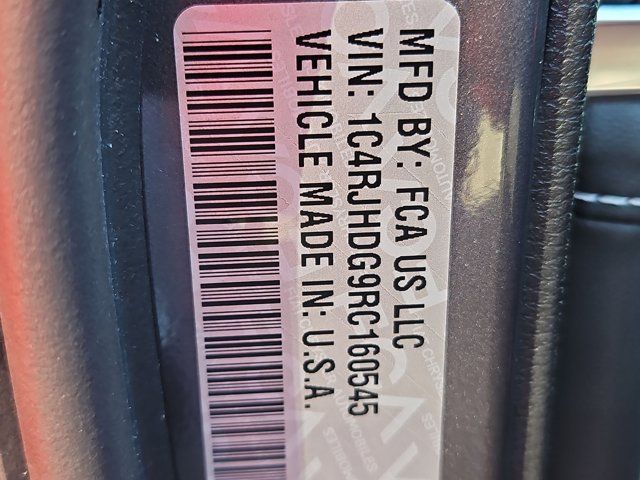 MFD BY: FCA US LLC
VIN: 1C4RJHDG9RC160545
VEHICLE MADE IN: U.S.A.